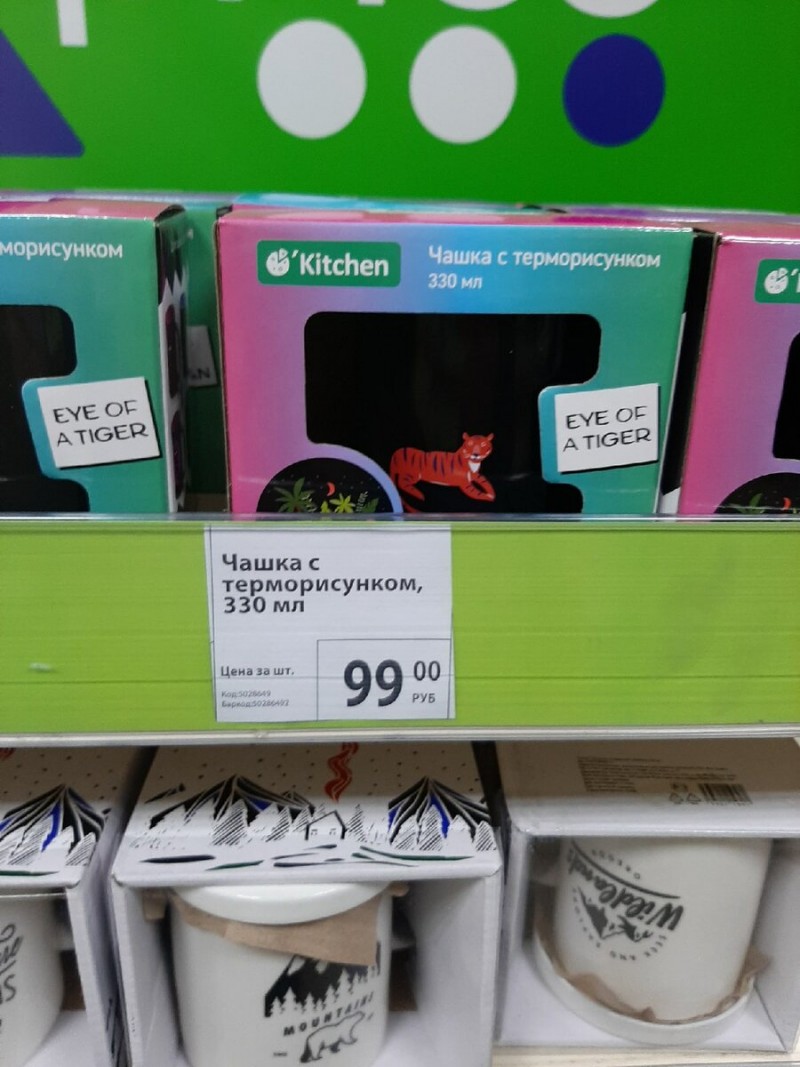 морисунком
EYE OF
A TIGER
'Kitchen
Чашка с терморисунком
330 мл
EYE OF
A TIGER
Чашка с
терморисунком,
330 мл
Цена за шт.
99 00
РУБ
MOUNTAINS
Wildland